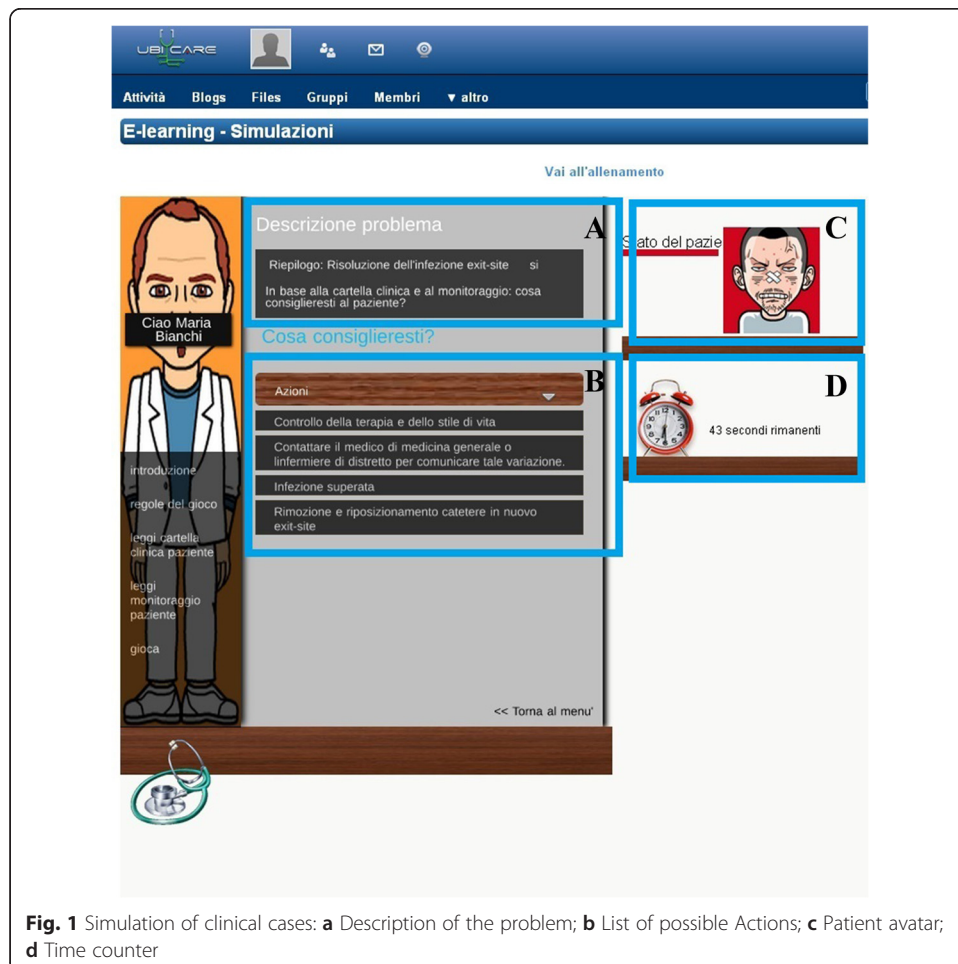 UBICARE
Attività Blogs Files Gruppi Membri ▼ altro
E-learning - Simulazioni
Vai all'allenamento
Descrizione problema
A
Riepilogo: Risoluzione dell'infezione exit-site si
In base alla cartella clinica e al monitoraggio: cosa
consiglieresti al paziente?
Stato del pazie
C
Ciao Maria
Bianchi
Cosa consiglieresti?
B
Azioni
Controllo della terapia e dello stile di vita
Contattare il medico di medicina generale o
linfermiere di distretto per comunicare tale variazione.
Infezione superata
Rimozione e riposizionamento catetere in nuovo
exit-site
D
43 secondi rimanenti
introduzione
regole del gioco
leggi cartella
clinica paziente
leggi
monitoraggio
paziente
gioca
<< Torna al menu'
Fig. 1 Simulation of clinical cases: a Description of the problem; b List of possible Actions; c Patient avatar;
d Time counter